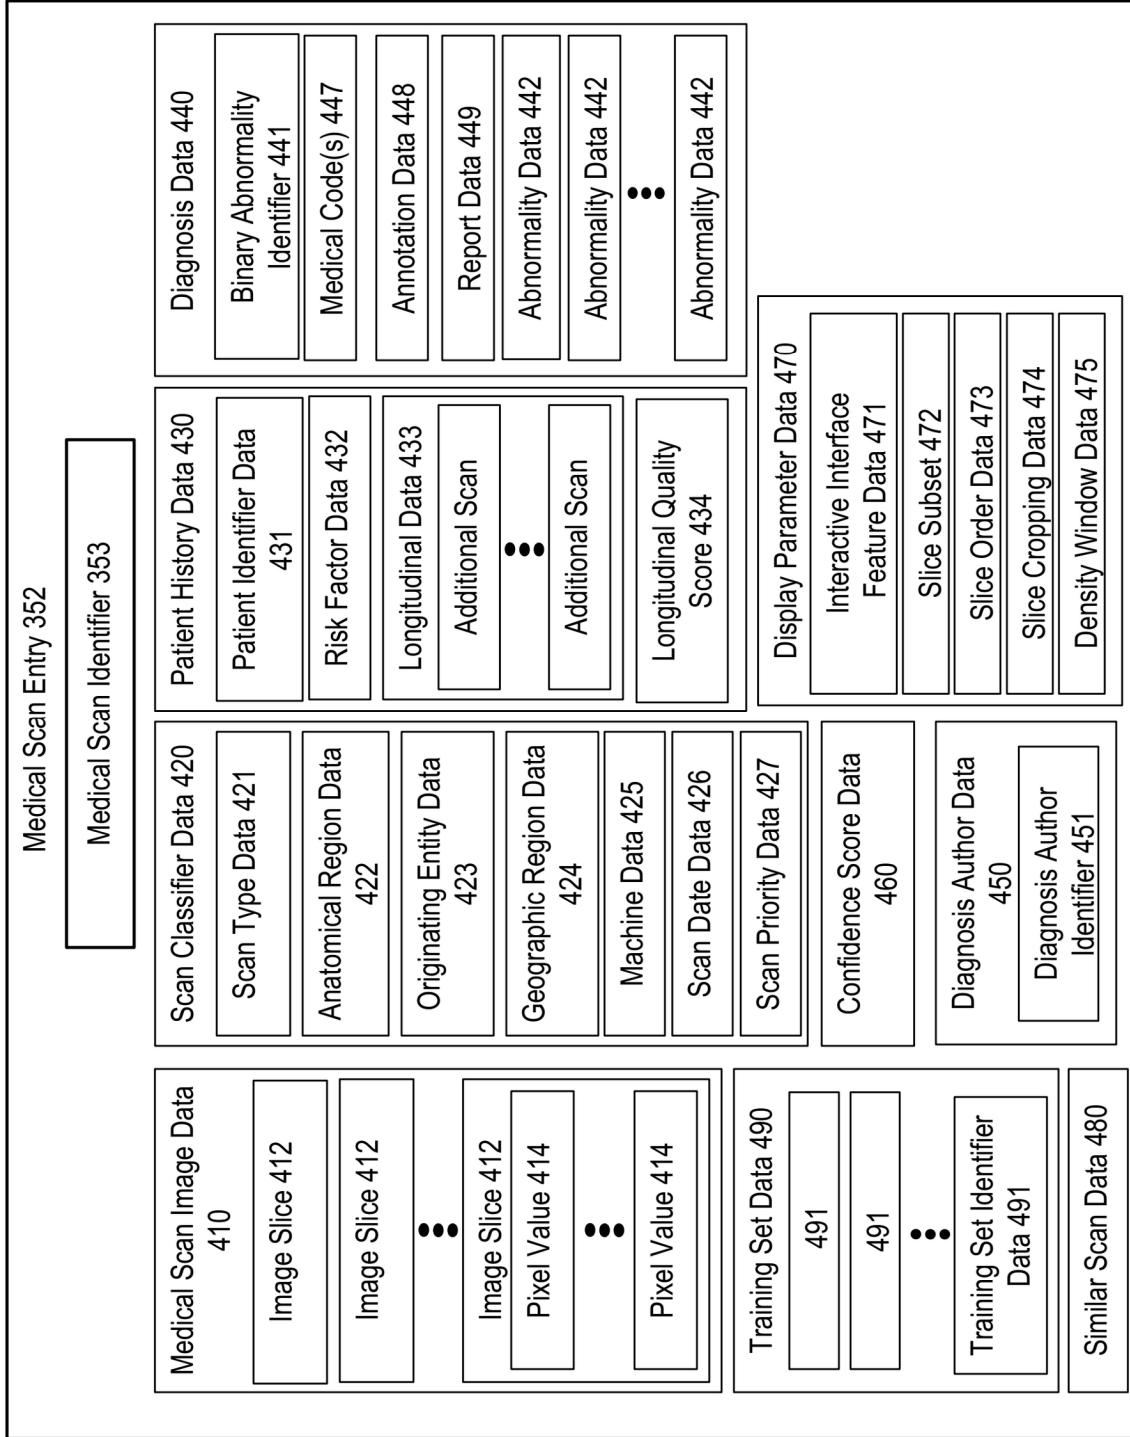 Medical Scan Entry 352
Medical Scan Identifier 353
Medical Scan Image Data
410
Image Slice 412
Image Slice 412
Image Slice 412
Pixel Value 414
Pixel Value 414
Training Set Data 490
491
491
Training Set Identifier
Data 491
Similar Scan Data 480
Scan Classifier Data 420
Scan Type Data 421
Anatomical Region Data
422
Originating Entity Data
423
Geographic Region Data
424
Machine Data 425
Scan Date Data 426
Scan Priority Data 427
Confidence Score Data
460
Diagnosis Author Data
450
Diagnosis Author
Identifier 451
Patient History Data 430
Patient Identifier Data
431
Risk Factor Data 432
Longitudinal Data 433
Additional Scan
Additional Scan
Longitudinal Quality
Score 434
Diagnosis Data 440
Binary Abnormality
Identifier 441
Medical Code(s) 447
Annotation Data 448
Report Data 449
Abnormality Data 442
Abnormality Data 442
Abnormality Data 442
Display Parameter Data 470
Interactive Interface
Feature Data 471
Slice Subset 472
Slice Order Data 473
Slice Cropping Data 474
Density Window Data 475